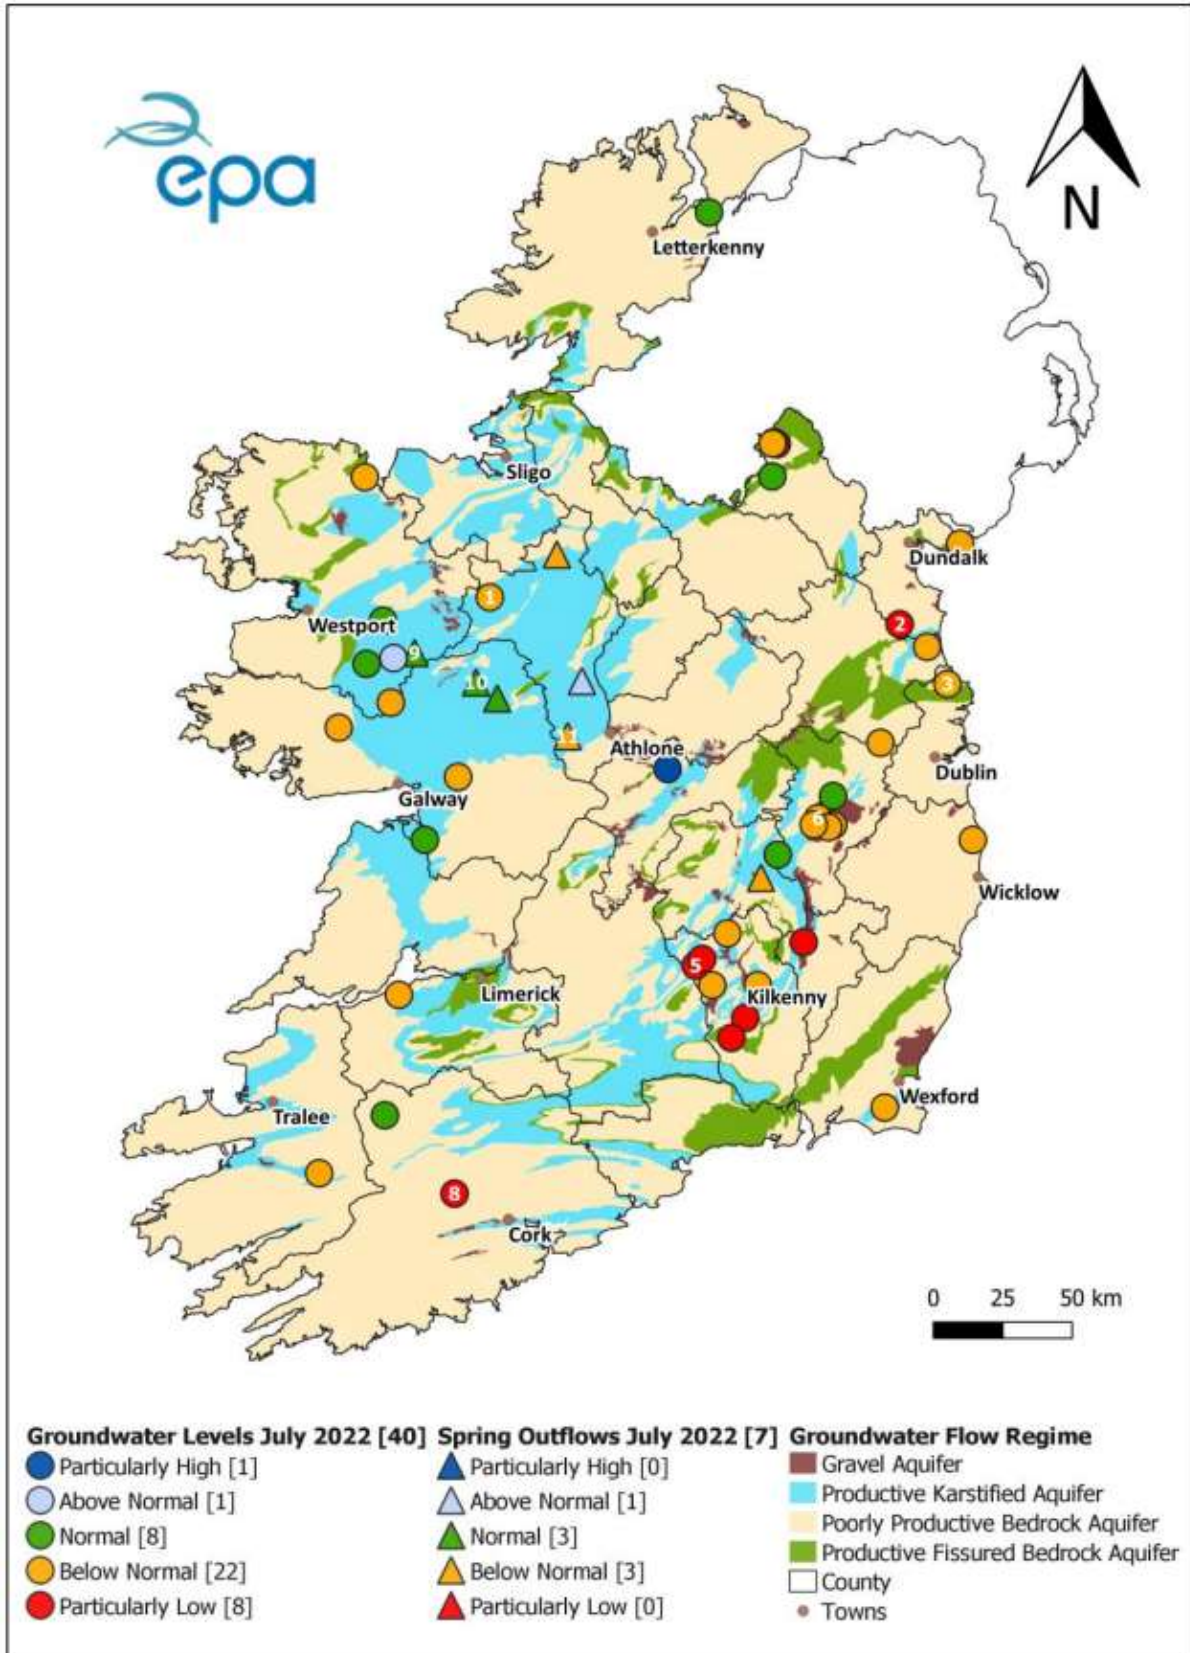 epa
N
Letterkenny
Sligo
Dundalk
1
2
Westport
9
3
10
11
Athlone
Dublin
Galway
6
Wicklow
5
Limerick
Kilkenny
Wexford
Tralee
8
Cork
0 25 50 km
Groundwater Levels July 2022 [40]
Particularly High [1]
Above Normal [1]
Normal [8]
Below Normal [22]
Particularly Low [8]
Spring Outflows July 2022 [7]
Particularly High [0]
Above Normal [1]
Normal [3]
Below Normal [3]
Particularly Low [0]
Groundwater Flow Regime
Gravel Aquifer
Productive Karstified Aquifer
Poorly Productive Bedrock Aquifer
Productive Fissured Bedrock Aquifer
County
Towns